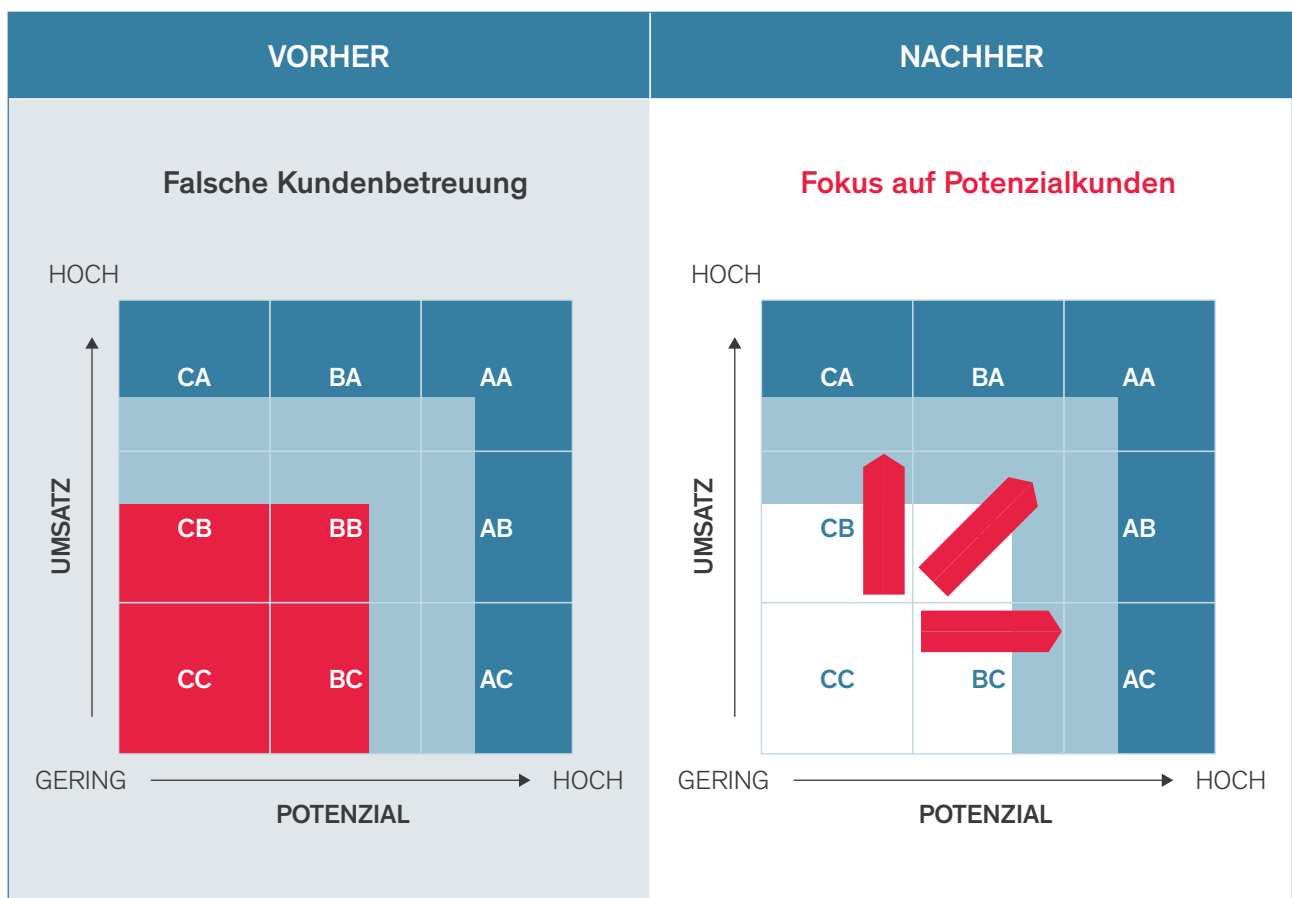 VORHER
NACHHER
Falsche Kundenbetreuung
HOCH
CA BA AA
CB BB AB
CC BC AC
UMSATZ
GERING HOCH
POTENZIAL
Fokus auf Potenzialkunden
HOCH
CA BA AA
CB AB
CC BC AC
UMSATZ
GERING HOCH
POTENZIAL